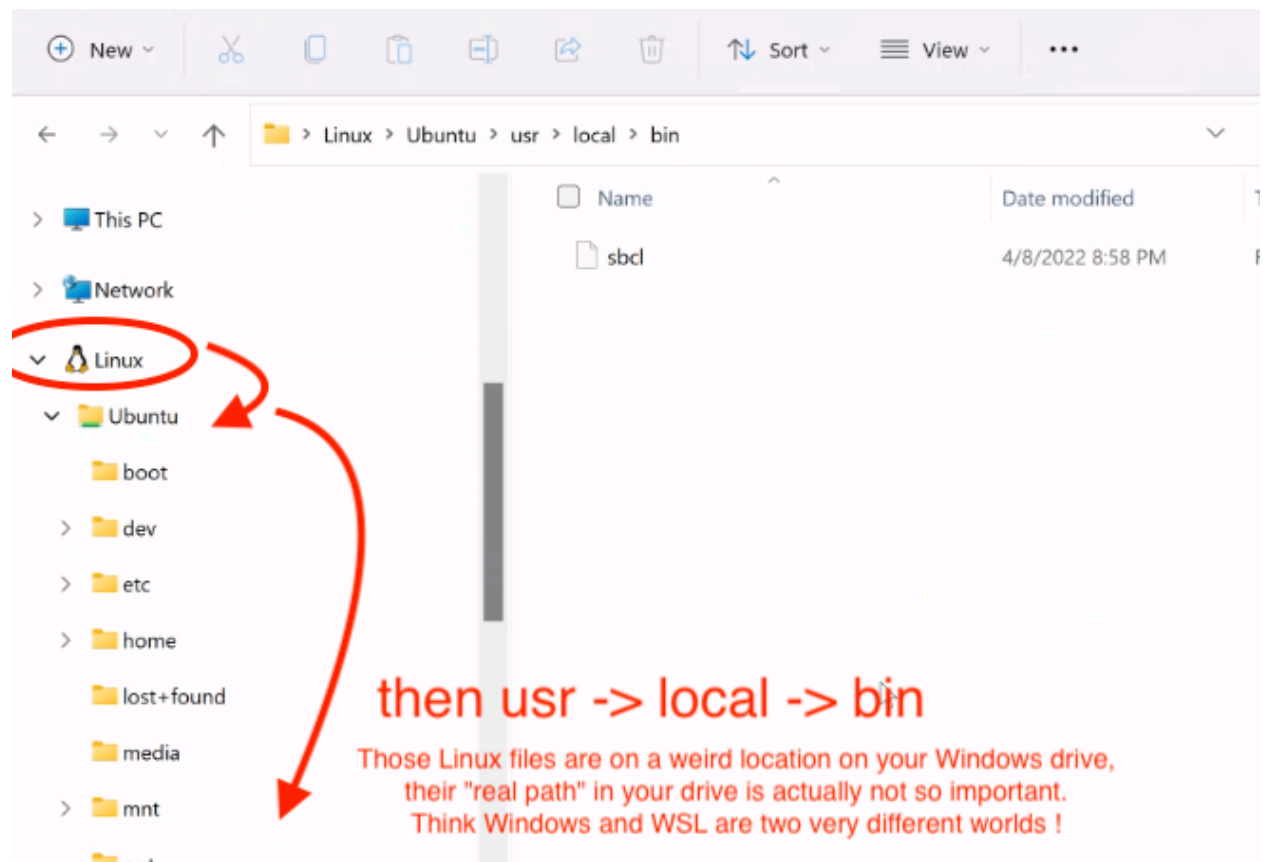 New
Sort
View
Linux > Ubuntu > usr > local > bin
Name
Date modified
This PC
sbcl
4/8/2022 8:58 PM
Network
Linux
Ubuntu
boot
dev
etc
home
lost+found
media
mnt
then usr -> local -> bin
Those Linux files are on a weird location on your Windows drive,
their "real path" in your drive is actually not so important.
Think Windows and WSL are two very different worlds !